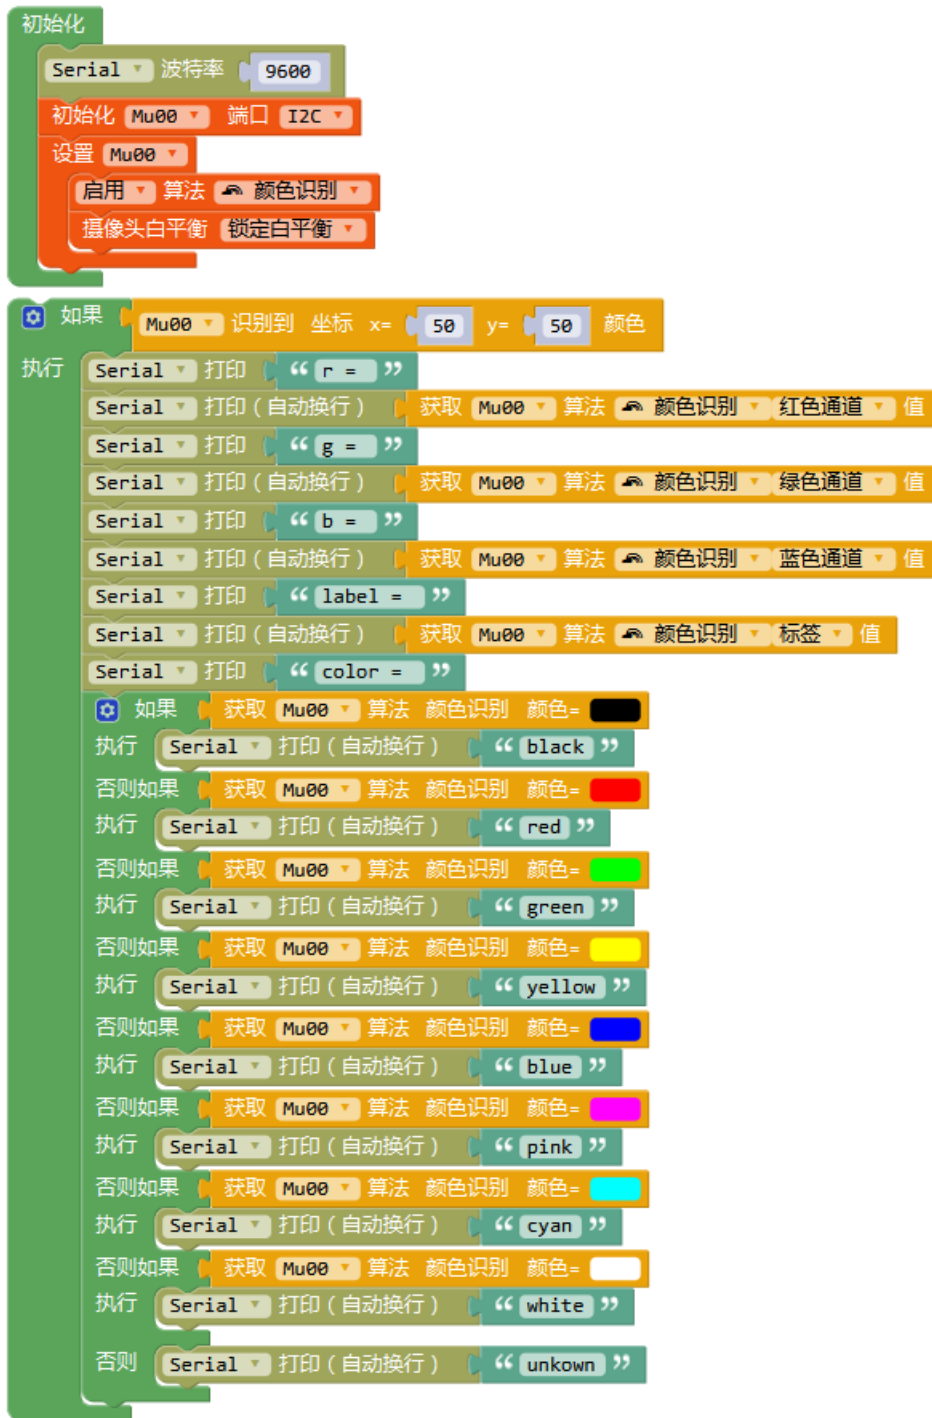 初始化
Serial 波特率 9600
初始化 Mu00 端口 I2C
设置 Mu00
启用 算法 颜色识别
摄像头白平衡 锁定白平衡
如果 Mu00 识别到 坐标 x= 50 y= 50 颜色
执行 Serial 打印 “ r = ”
Serial 打印（自动换行） 获取 Mu00 算法 颜色识别 红色通道 值
Serial 打印 “ g = ”
Serial 打印（自动换行） 获取 Mu00 算法 颜色识别 绿色通道 值
Serial 打印 “ b = ”
Serial 打印（自动换行） 获取 Mu00 算法 颜色识别 蓝色通道 值
Serial 打印 “ label = ”
Serial 打印（自动换行） 获取 Mu00 算法 颜色识别 标签 值
Serial 打印 “ color = ”
如果 获取 Mu00 算法 颜色识别 颜色=
执行 Serial 打印（自动换行） “ black ”
否则如果 获取 Mu00 算法 颜色识别 颜色=
执行 Serial 打印（自动换行） “ red ”
否则如果 获取 Mu00 算法 颜色识别 颜色=
执行 Serial 打印（自动换行） “ green ”
否则如果 获取 Mu00 算法 颜色识别 颜色=
执行 Serial 打印（自动换行） “ yellow ”
否则如果 获取 Mu00 算法 颜色识别 颜色=
执行 Serial 打印（自动换行） “ blue ”
否则如果 获取 Mu00 算法 颜色识别 颜色=
执行 Serial 打印（自动换行） “ pink ”
否则如果 获取 Mu00 算法 颜色识别 颜色=
执行 Serial 打印（自动换行） “ cyan ”
否则如果 获取 Mu00 算法 颜色识别 颜色=
执行 Serial 打印（自动换行） “ white ”
否则 Serial 打印（自动换行） “ unkown ”